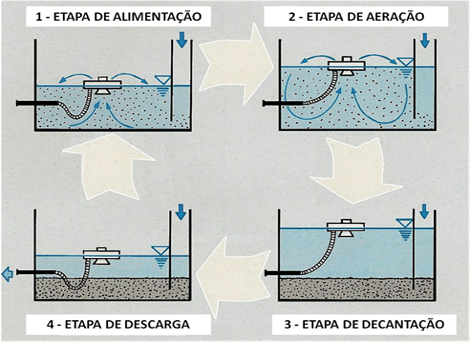 1 - ETAPA DE ALIMENTAÇÃO
2 - ETAPA DE AERAÇÃO
4 - ETAPA DE DESCARGA
3 - ETAPA DE DECANTAÇÃO